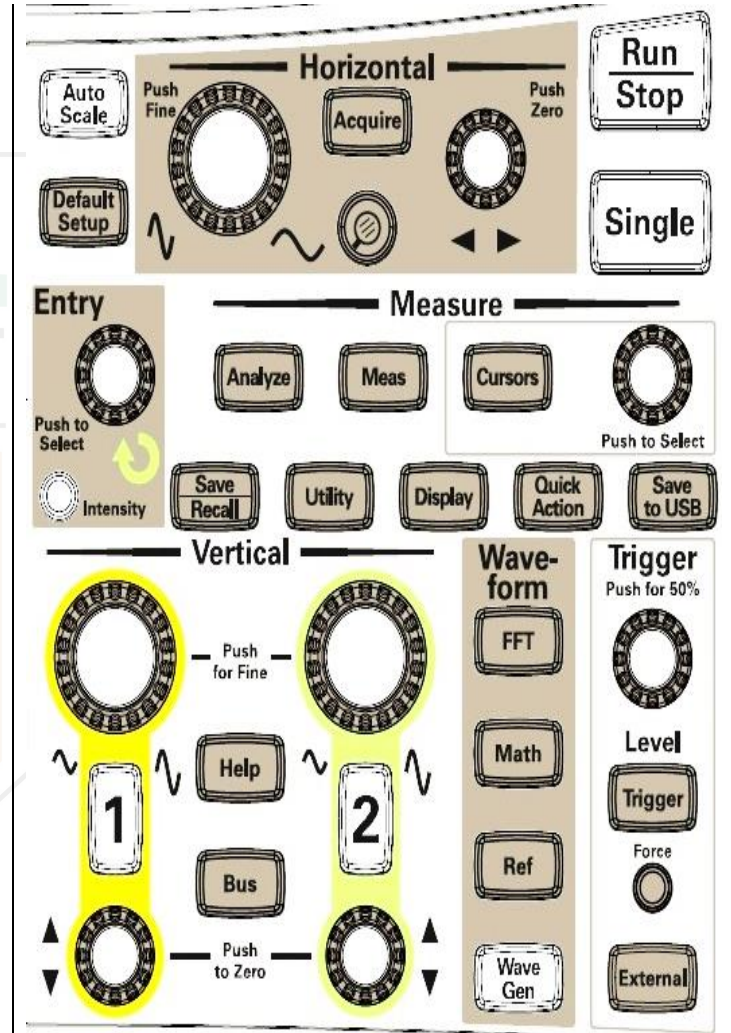 Horizontal
Auto
Scale
Push
Fine
Acquire
Push
Zero
Run
Stop
Default
Setup
Single
Entry
Push to
Select
Intensity
Measure
Analyze
Meas
Cursors
Push to Select
Save
Recall
Utility
Display
Quick
Action
Save
to USB
Vertical
Push
for Fine
1
2
Help
Bus
Push
to Zero
Wave-
form
FFT
Math
Ref
Wave
Gen
Trigger
Push for 50%
Level
Trigger
Force
External